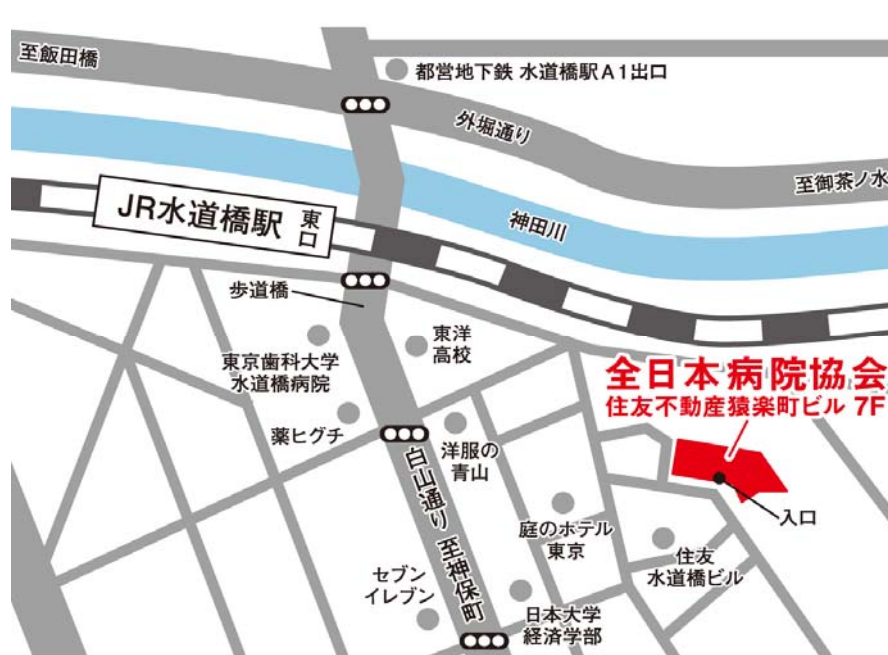 至飯田橋
都営地下鉄 水道橋駅A1出口
外堀通り
至御茶ノ水
JR水道橋駅 東口
神田川
歩道橋
東洋
高校
東京歯科大学
水道橋病院
全日本病院協会
住友不動産猿楽町ビル 7F
薬ヒグチ
洋服の
青山
白山通り 至神保町
入口
庭のホテル
東京
住友
水道橋ビル
セブン
イレブン
日本大学
経済学部